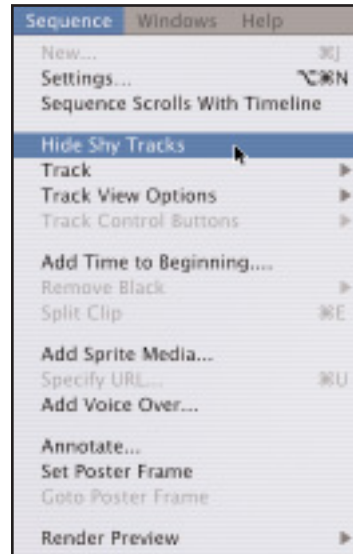 Sequence Windows Help
New... ⌘J
Settings... ⌥⌘N
Sequence Scrolls With Timeline
Hide Shy Tracks
Track
Track View Options
Track Control Buttons
Add Time to Beginning....
Remove Black
Split Clip ⌘E
Add Sprite Media...
Specify URL... ⌘U
Add Voice Over...
Annotate...
Set Poster Frame
Goto Poster Frame
Render Preview